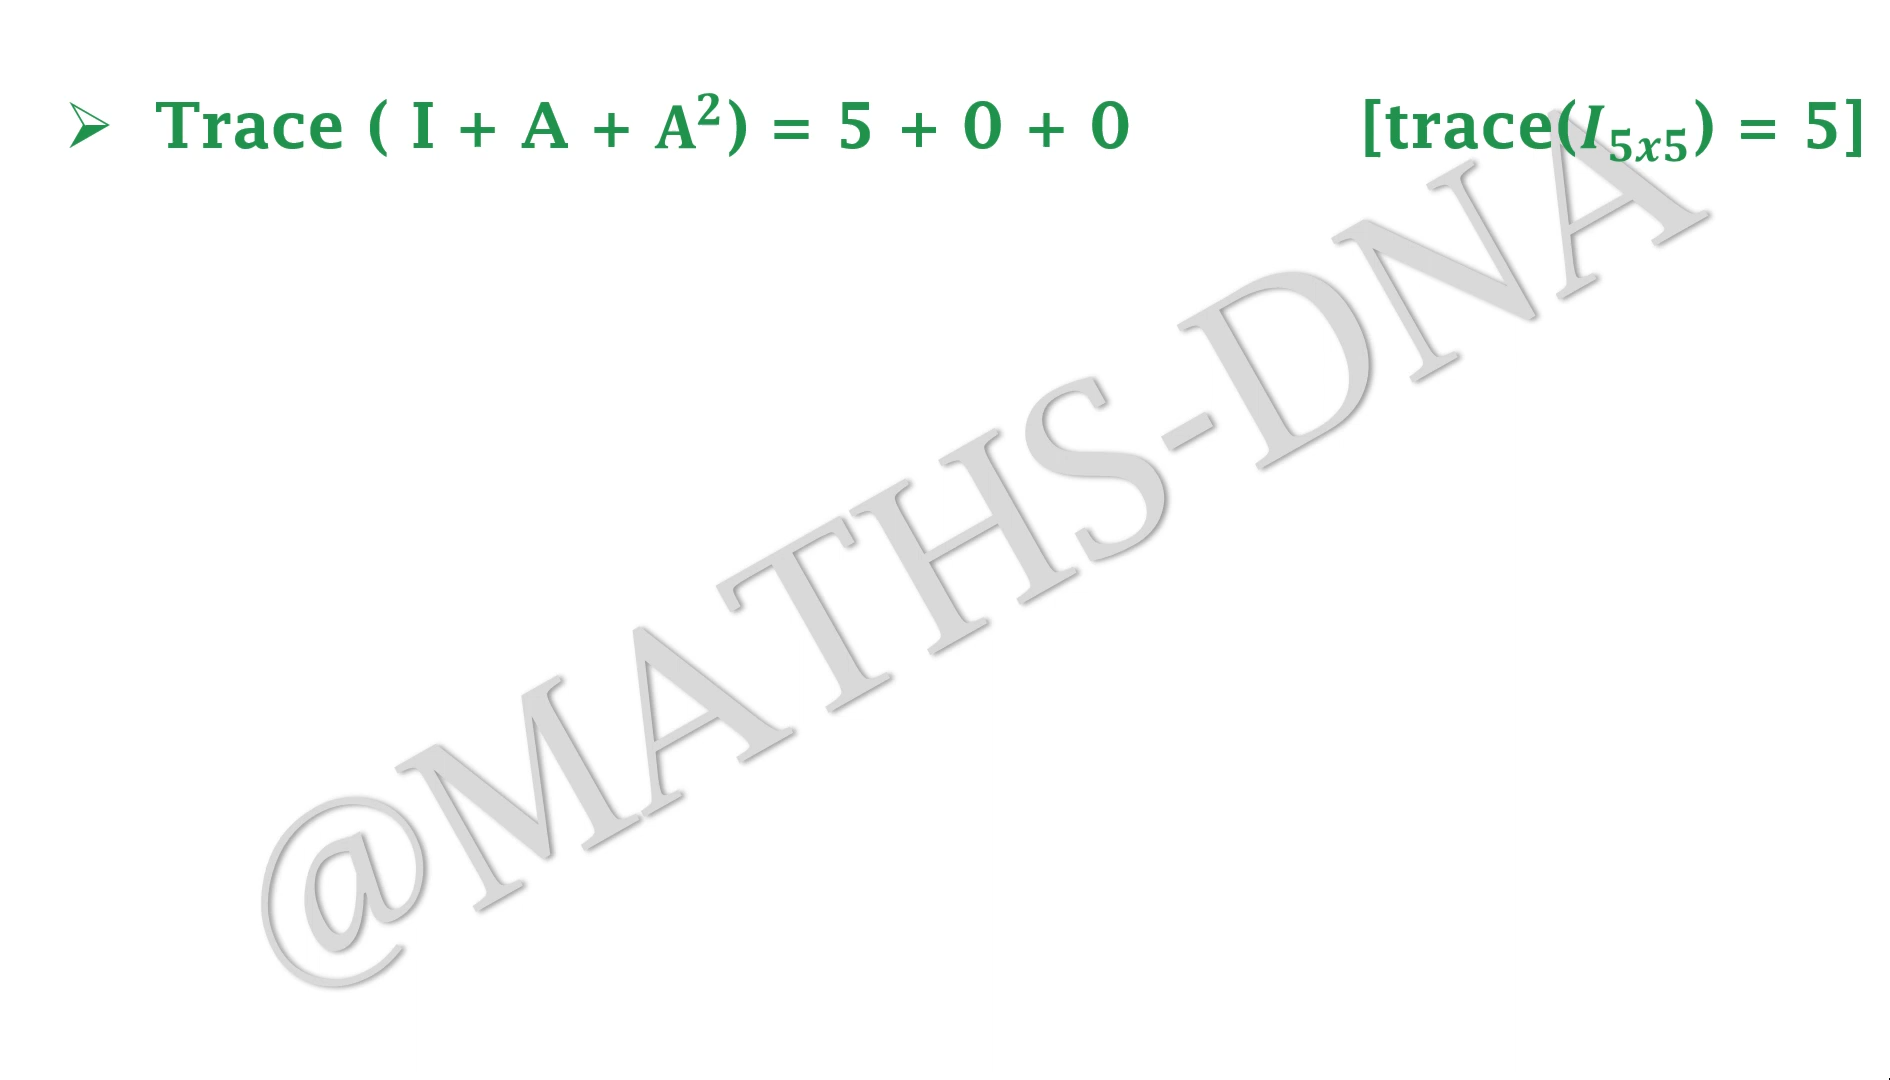 ➢ Trace ( I + A + A²) = 5 + 0 + 0 [trace(I₅ₓ₅) = 5]
@MATHS-DNA